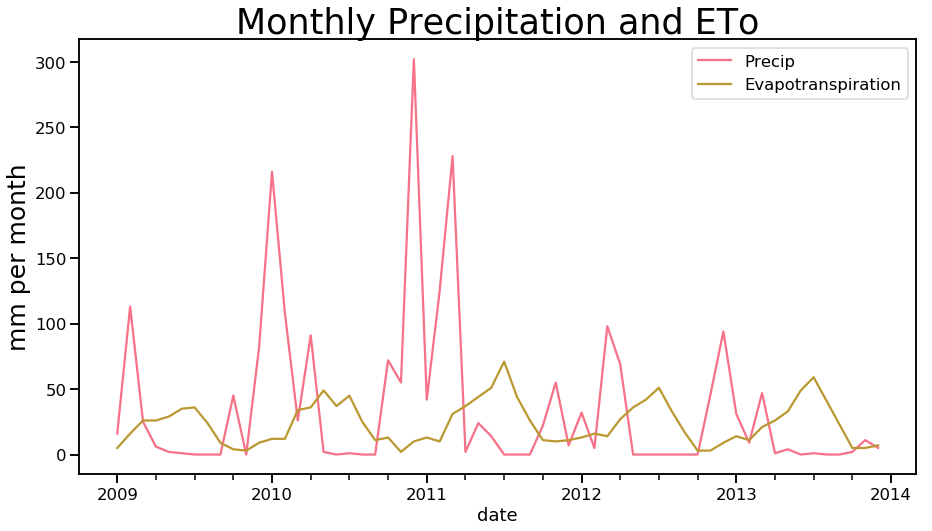 Monthly Precipitation and ETo
Precip
Evapotranspiration
300
250
200
150
100
50
0
mm per month
2009
2010
2011
2012
2013
2014
date